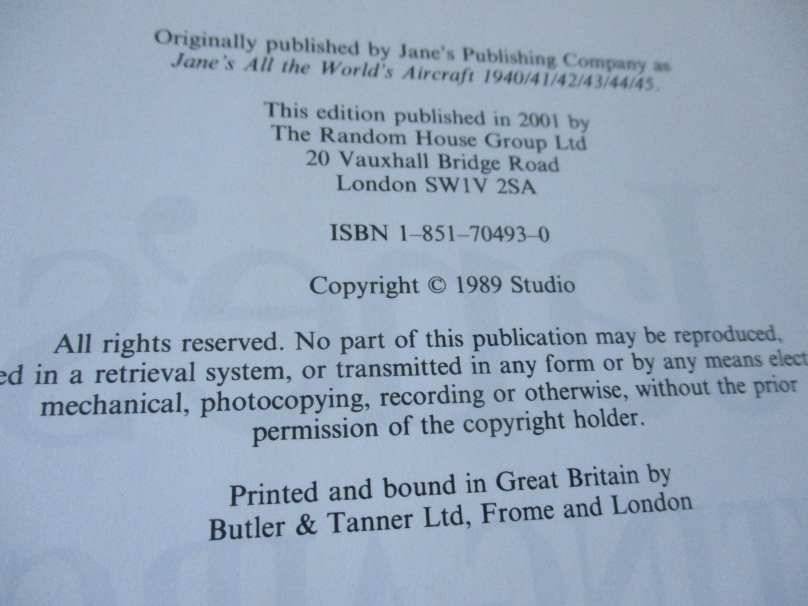 Originally published by Jane's Publishing Company as
Jane's All the World's Aircraft 1940/41/42/43/44/45.
This edition published in 2001 by
The Random House Group Ltd
20 Vauxhall Bridge Road
London SW1V 2SA
ISBN 1–851–70493–0
Copyright © 1989 Studio
All rights reserved. No part of this publication may be reproduced,
ed in a retrieval system, or transmitted in any form or by any means elect
mechanical, photocopying, recording or otherwise, without the prior
permission of the copyright holder.
Printed and bound in Great Britain by
Butler & Tanner Ltd, Frome and London